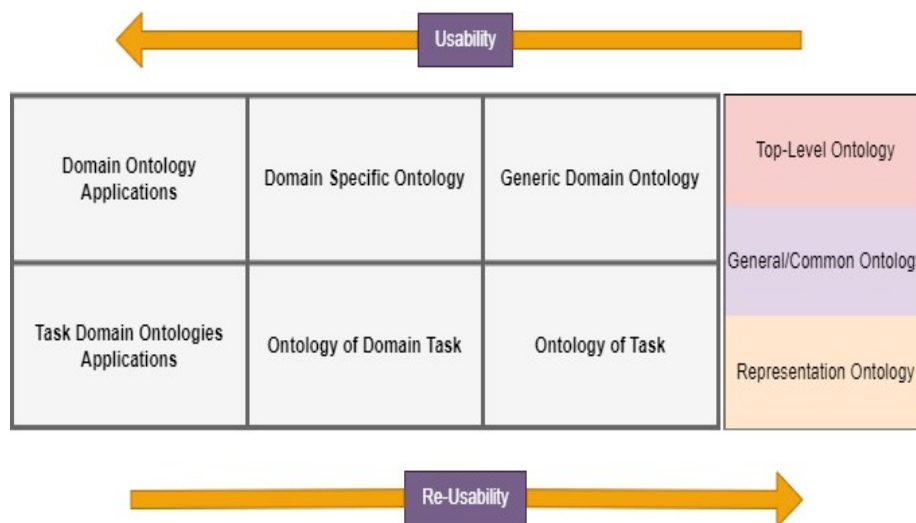 Usability
Domain Ontology
Applications
Domain Specific Ontology
Generic Domain Ontology
Top-Level Ontology
General/Common Ontolog
Task Domain Ontologies
Applications
Ontology of Domain Task
Ontology of Task
Representation Ontology
Re-Usability